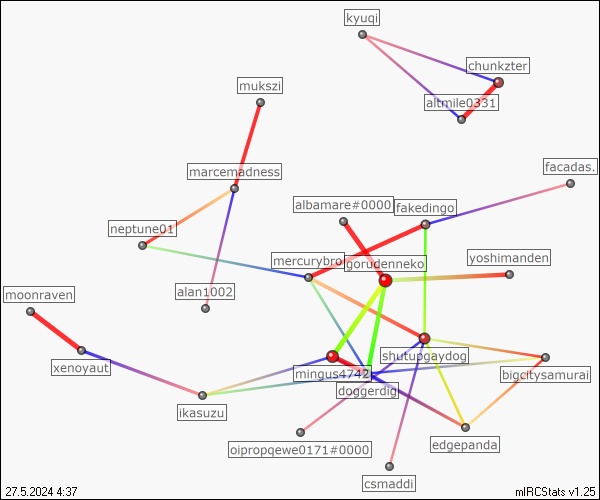 kyuqi
chunkzter
mukszi
altmile0331
marcemadness
facadas.
albamare#0000
fakedingo
neptune01
mercurybro
gorudenneko
yoshimanden
moonraven
alan1002
xenoyaut
shutupgaydog
mingus4742
bigcitysamurai
doggerdig
ikasuzu
oipropqewe0171#0000
edgepanda
csmaddi
27.5.2024 4:37
mIRCStats v1.25